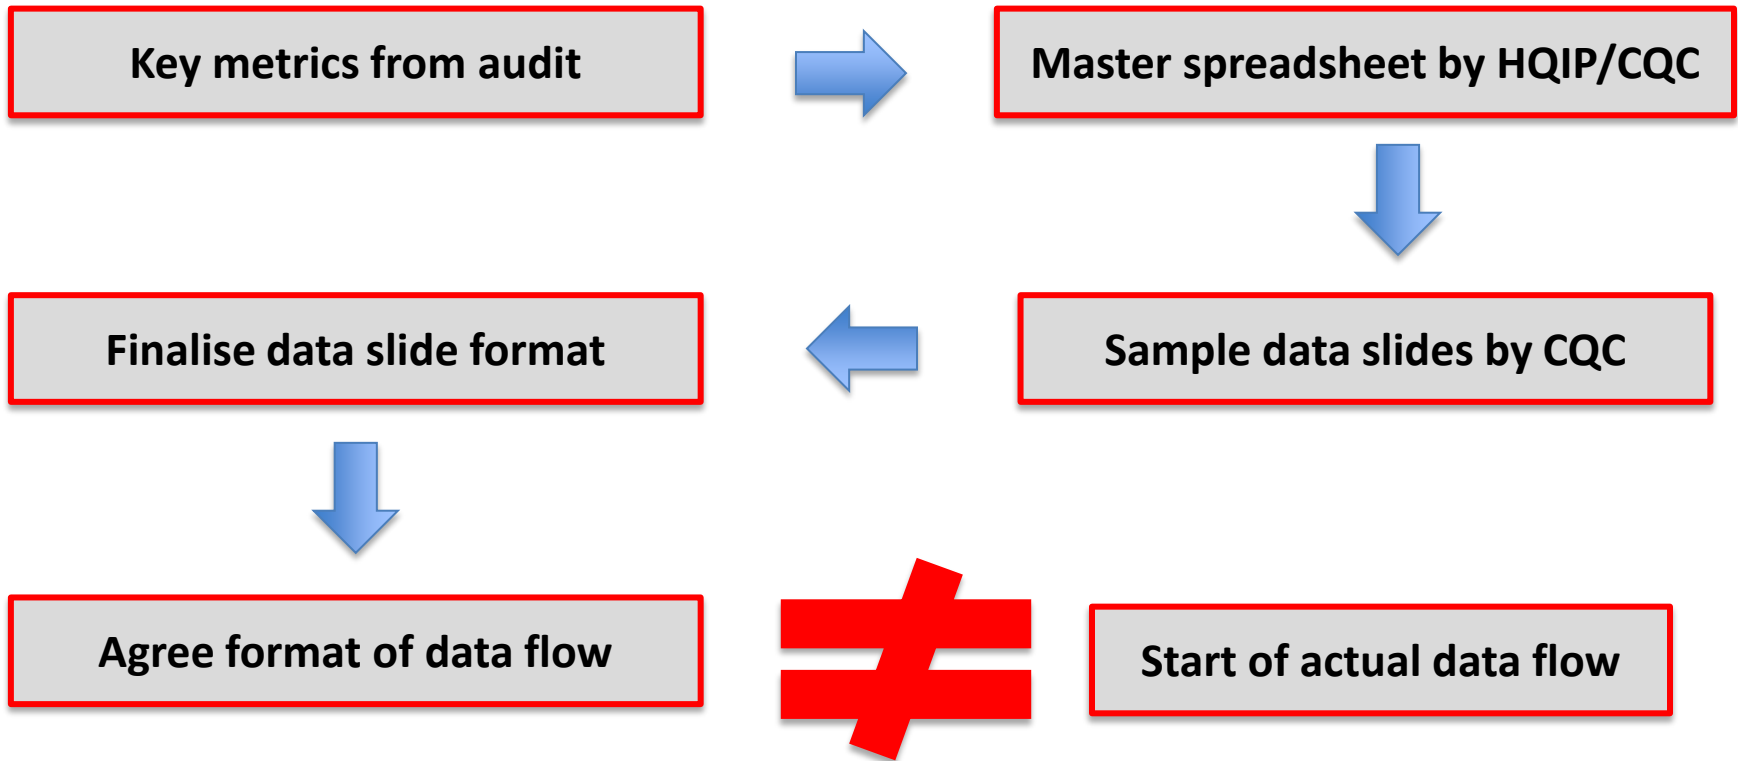 Key metrics from audit
Master spreadsheet by HQIP/CQC
Finalise data slide format
Sample data slides by CQC
Agree format of data flow
Start of actual data flow